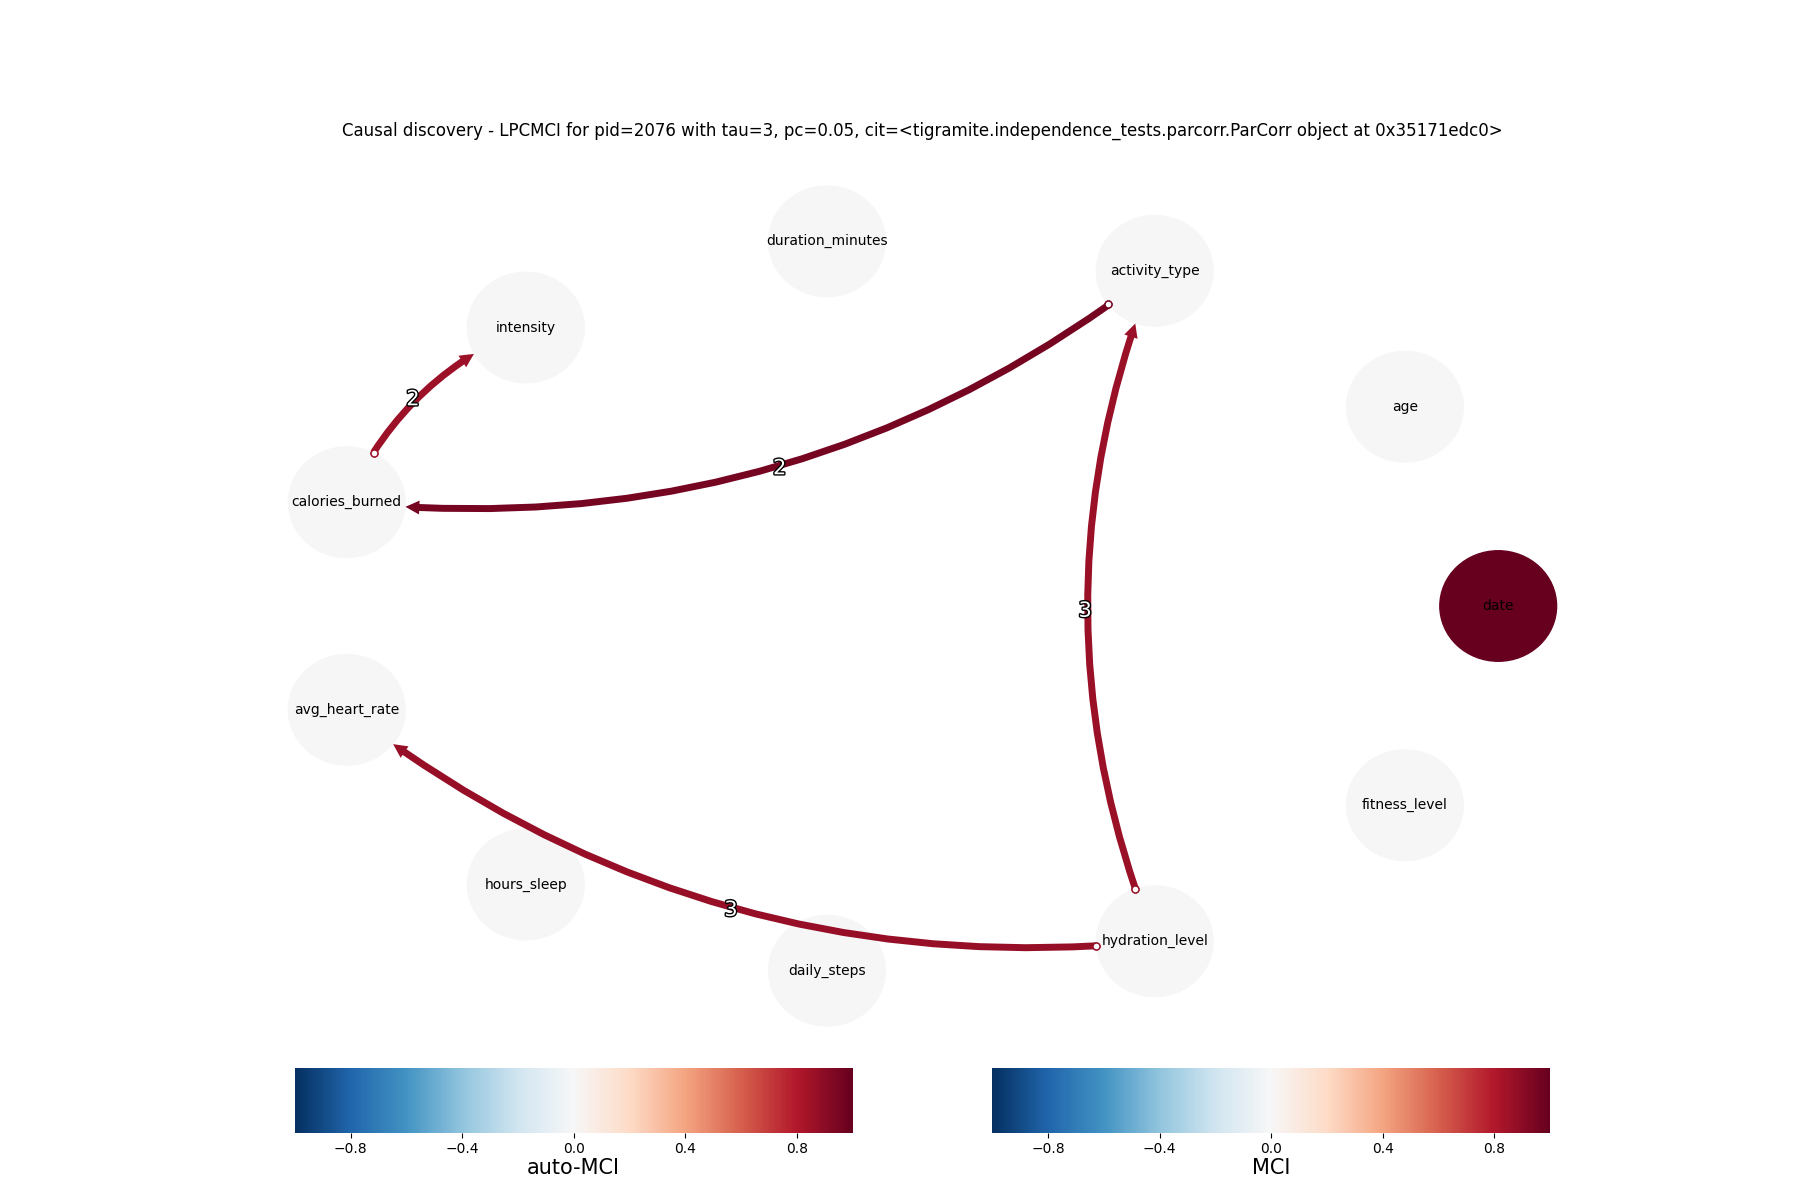 Causal discovery - LPCMCI for pid=2076 with tau=3, pc=0.05, cit=<tigramite.independence_tests.parcorr.ParCorr object at 0x35171edc0>
duration_minutes
activity_type
intensity
2
age
2
calories_burned
date
3
avg_heart_rate
fitness_level
hours_sleep
3
hydration_level
daily_steps
−0.8 −0.4 0.0 0.4 0.8
auto-MCI
−0.8 −0.4 0.0 0.4 0.8
MCI